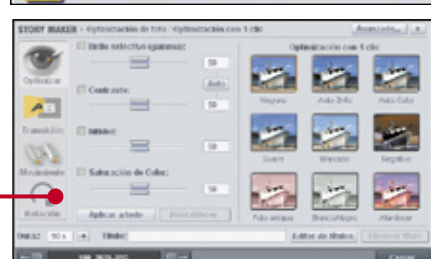 STORY MAKER - Optimización de foto : Optimización con 1 clic
Avanzado... x
Optimizar
Transición
Movimiento
Rotación
Brillo selectivo (gamma):
50
Auto
Contraste:
50
Nitidez:
50
Saturación de Color:
50
Aplicar a todo
Restablecer
Optimización con 1 clic
Ninguno
Auto Brillo
Auto Color
Suave
Marcado
Negativo
Foto antigua
Blanco/Negro
Atardecer
Durac.:
Título:
Editor de títulos
Cerrar